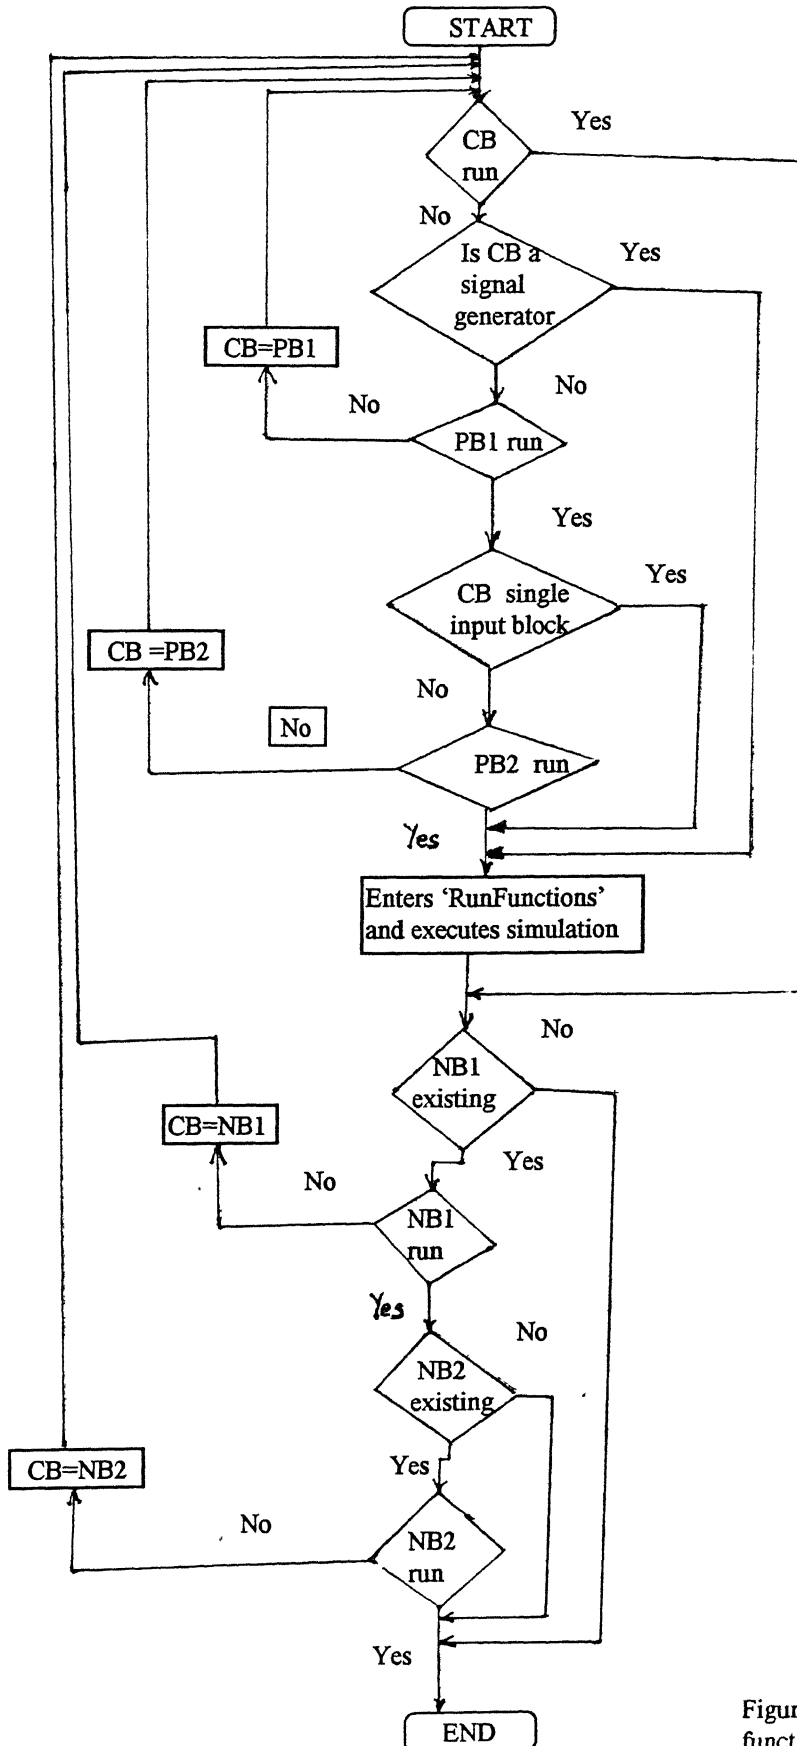 START
Yes
CB
run
No
Is CB a
signal
generator
Yes
CB=PB1
No
No
PB1 run
Yes
CB single
input block
Yes
CB =PB2
No
No
PB2 run
Yes
Enters ‘RunFunctions’
and executes simulation
No
NB1
existing
CB=NB1
Yes
No
NB1
run
Yes
No
NB2
existing
CB=NB2
Yes
No
NB2
run
Yes
END